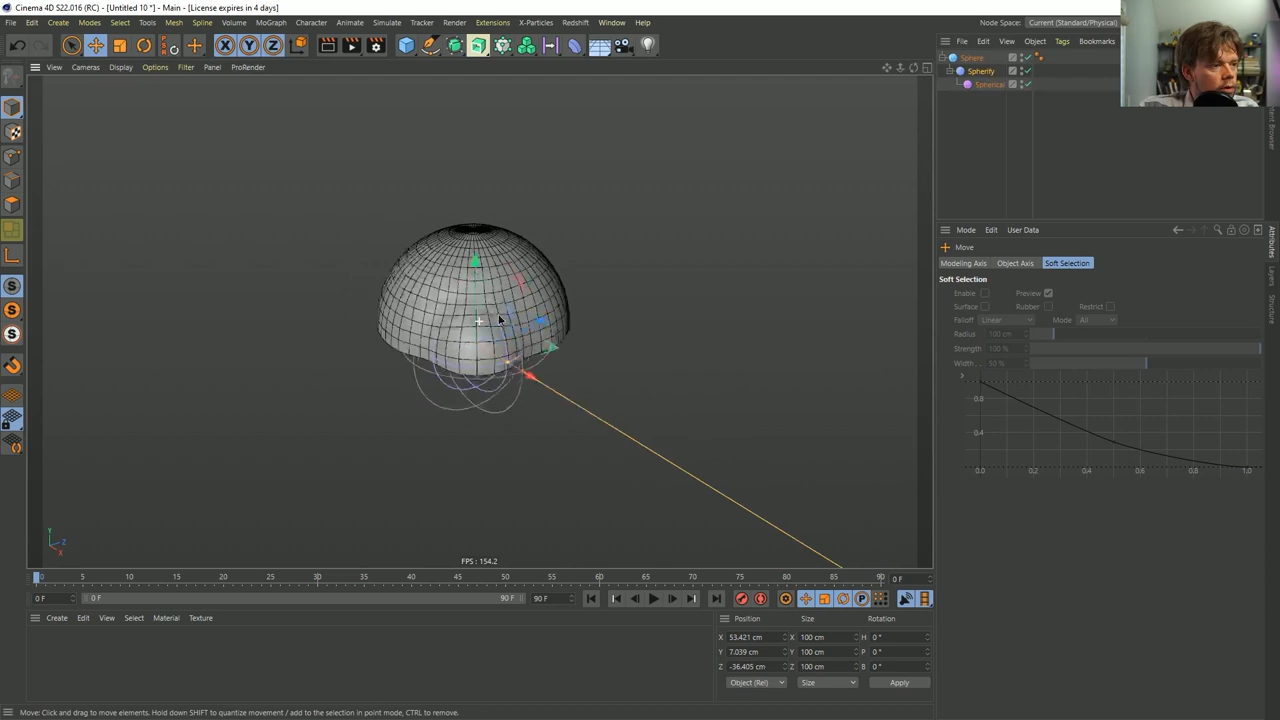 Cinema 4D S22.016 (RC) - [Untitled 10 *] - Main - [License expires in 4 days]
File Edit Create Modes Select Tools Mesh Spline Volume MoGraph Character Animate Simulate Tracker Render Extensions X-Particles Redshift Window Help
Node Space: Current (Standard/Physical)
File Edit View Object Tags Bookmarks
X Y Z
View Cameras Display Options Filter Panel ProRender
Sphere
Spherify
Spherical
Mode Edit User Data
Move
Modeling Axis Object Axis Soft Selection
Soft Selection
Enable Preview
Surface Rubber Restrict
Falloff Linear Mode All
Radius 100 cm
Strength 100 %
Width 50 %
0.8
0.4
0.0 0.2 0.4 0.6 0.8 1.0
Attributes
Layers
Structure
Y
Z
X
FPS : 154.2
0 5 10 15 20 25 30 35 40 45 50 55 60 65 70 75 80 85 90 0 F
0 F 0 F 90 F 90 F
Create Edit View Select Material Texture
Position Size Rotation
X 53.421 cm X 100 cm H 0 °
Y 7.039 cm Y 100 cm P 0 °
Z -36.405 cm Z 100 cm B 0 °
Object (Rel) Size Apply
Move: Click and drag to move elements. Hold down SHIFT to quantize movement / add to the selection in point mode, CTRL to remove.